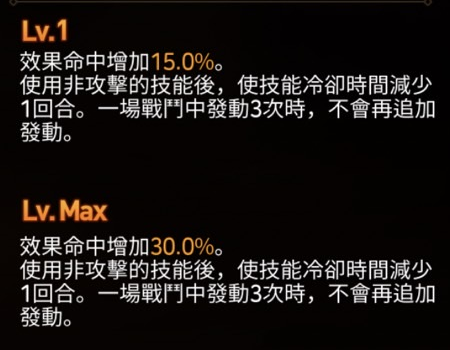 Lv.1
效果命中增加15.0%。
使用非攻擊的技能後，使技能冷卻時間減少
1回合。一場戰鬥中發動3次時，不會再追加
發動。
Lv.Max
效果命中增加30.0%。
使用非攻擊的技能後，使技能冷卻時間減少
1回合。一場戰鬥中發動3次時，不會再追加
發動。